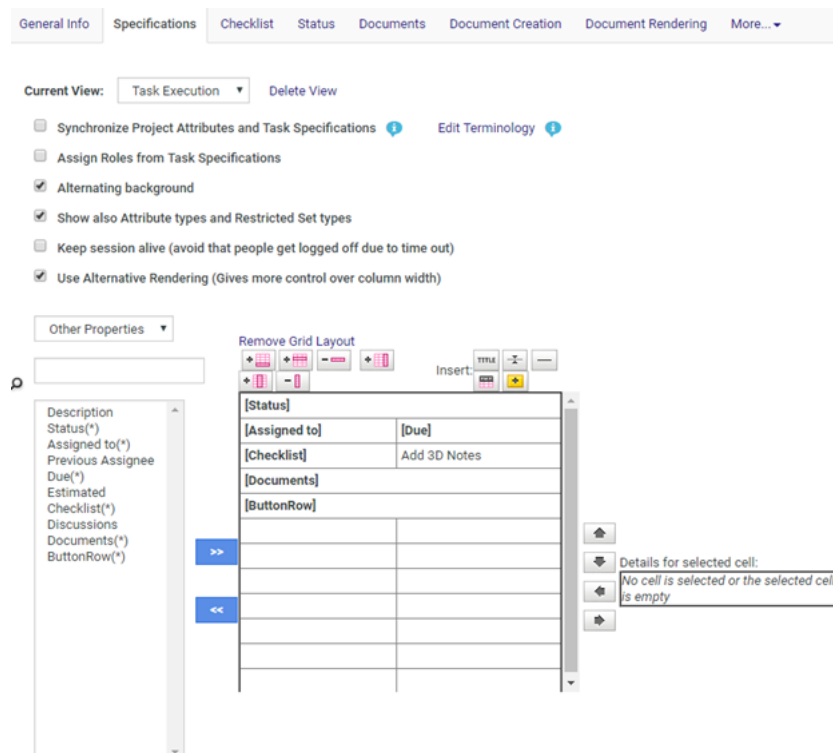 General Info Specifications Checklist Status Documents Document Creation Document Rendering More...
Current View: Task Execution Delete View
Synchronize Project Attributes and Task Specifications Edit Terminology
Assign Roles from Task Specifications
Alternating background
Show also Attribute types and Restricted Set types
Keep session alive (avoid that people get logged off due to time out)
Use Alternative Rendering (Gives more control over column width)
Other Properties
Remove Grid Layout
Insert: TITLE
Description
Status(*)
Assigned to(*)
Previous Assignee
Due(*)
Estimated
Checklist(*)
Discussions
Documents(*)
ButtonRow(*)
>>
<<
[Status]
[Assigned to] [Due]
[Checklist] Add 3D Notes
[Documents]
[ButtonRow]
Details for selected cell:
No cell is selected or the selected cell
is empty